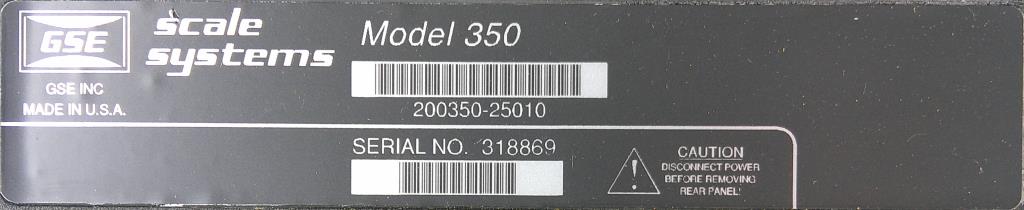 GSE
scale
systems
GSE INC
MADE IN U.S.A.
Model 350
200350-25010
SERIAL NO. 318869
CAUTION
DISCONNECT POWER
BEFORE REMOVING
REAR PANEL!